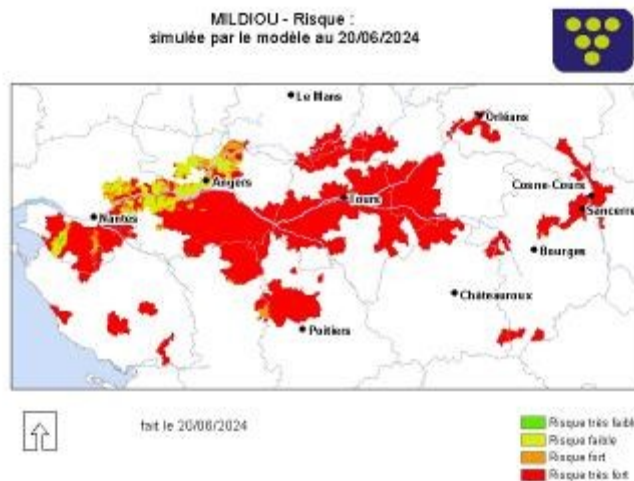 MILDIOU - Risque :
simulée par le modèle au 20/06/2024
Le Mans
Orléans
Angers
Cosne-Cours
Tours
Sancerre
Nantes
Bourges
Châteauroux
Poitiers
fait le 20/06/2024
Risque très faible
Risque faible
Risque fort
Risque très fort